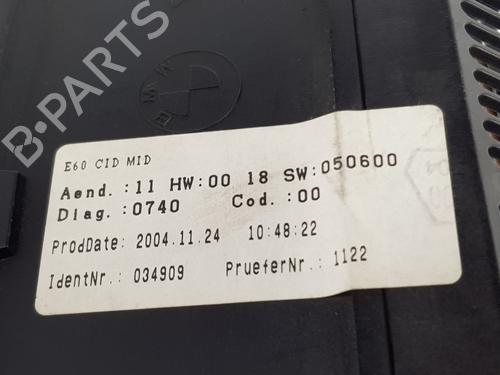 B-PARTS
BMW
E60 CID MID
Aend.:11 HW:00 18 SW:050600
Diag.:0740 Cod.:00
ProdDate: 2004.11.24 10:48:22
IdentNr.: 034909 PrueferNr.: 1122